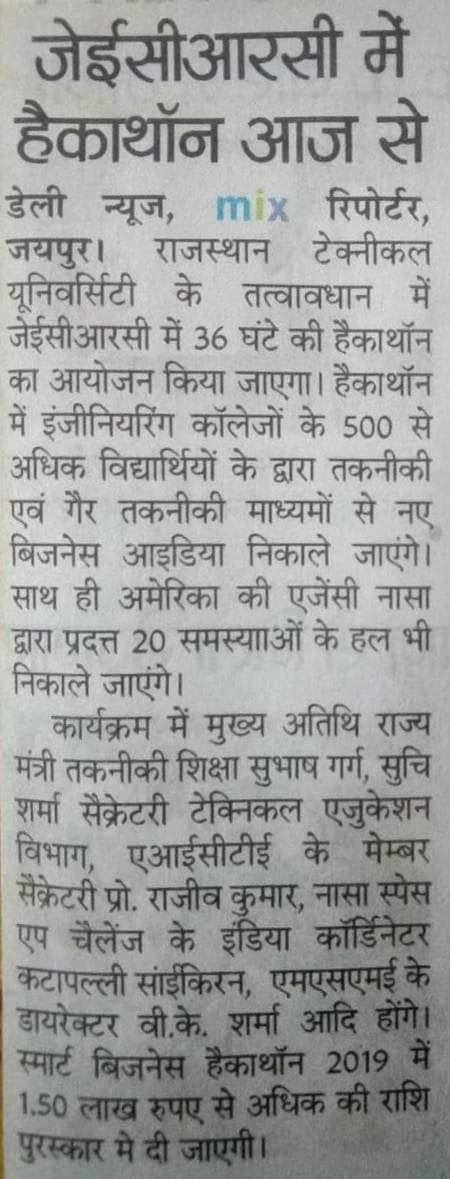 जेईसीआरसी में
हैकाथॉन आज से
डेली न्यूज, mix रिपोर्टर,
जयपुर। राजस्थान टेक्नीकल
यूनिवर्सिटी के तत्वावधान में
जेईसीआरसी में 36 घंटे की हैकाथॉन
का आयोजन किया जाएगा। हैकाथॉन
में इंजीनियरिंग कॉलेजों के 500 से
अधिक विद्यार्थियों के द्वारा तकनीकी
एवं गैर तकनीकी माध्यमों से नए
बिजनेस आइडिया निकाले जाएंगे।
साथ ही अमेरिका की एजेंसी नासा
द्वारा प्रदत्त 20 समस्यााओं के हल भी
निकाले जाएंगे।
कार्यक्रम में मुख्य अतिथि राज्य
मंत्री तकनीकी शिक्षा सुभाष गर्ग, सुचि
शर्मा सैक्रेटरी टेक्निकल एजुकेशन
विभाग, एआईसीटीई के मेम्बर
सैक्रेटरी प्रो. राजीव कुमार, नासा स्पेस
एप चैलेंज के इंडिया कॉर्डिनेटर
कटापल्ली सांईकिरन, एमएसएमई के
डायरेक्टर वी.के. शर्मा आदि होंगे।
स्मार्ट बिजनेस हैकाथॉन 2019 में
1.50 लाख रुपए से अधिक की राशि
पुरस्कार मे दी जाएगी।